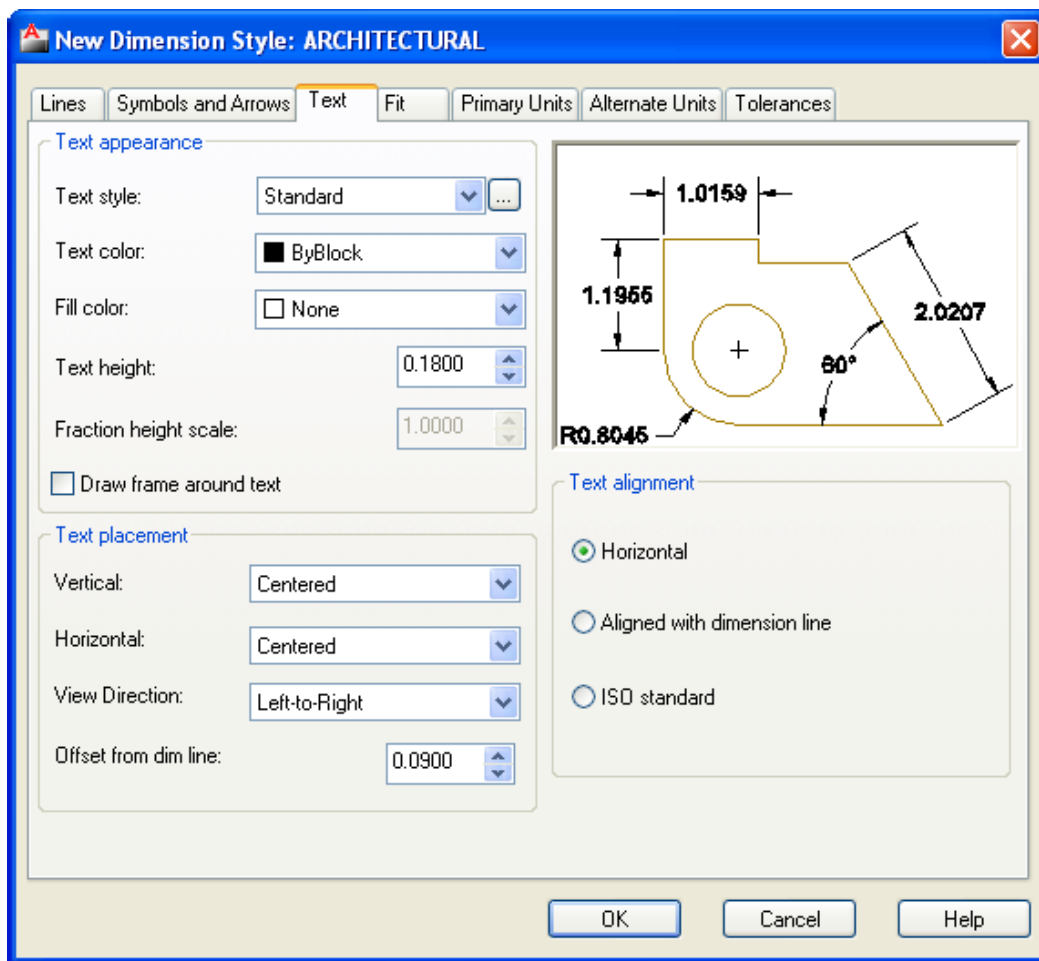 New Dimension Style: ARCHITECTURAL
Lines Symbols and Arrows Text Fit Primary Units Alternate Units Tolerances
Text appearance
Text style: Standard ...
Text color: ByBlock
Fill color: None
Text height: 0.1800
Fraction height scale: 1.0000
Draw frame around text
Text placement
Vertical: Centered
Horizontal: Centered
View Direction: Left-to-Right
Offset from dim line: 0.0900
1.0159
1.1955
2.0207
60°
R0.8045
Text alignment
Horizontal
Aligned with dimension line
ISO standard
OK Cancel Help